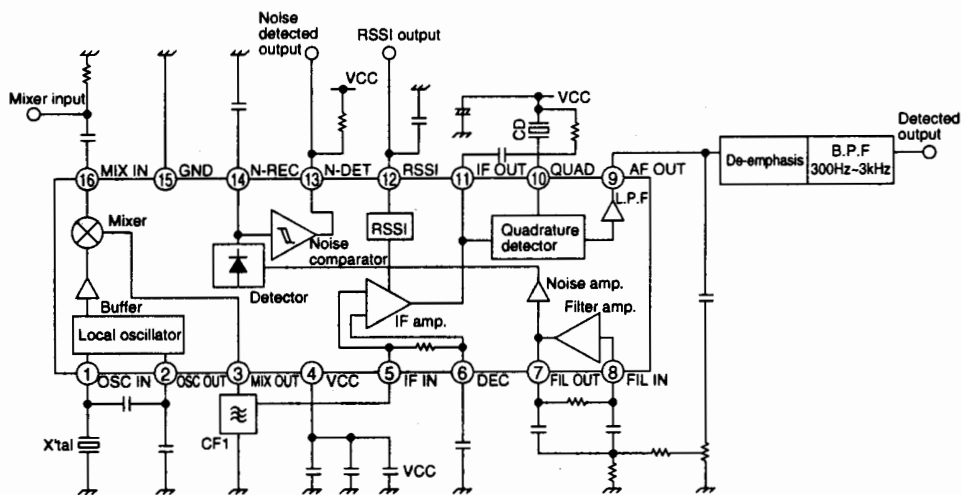 Noise
detected
output
RSSI output
VCC
Mixer input
VCC
CD
Detected
output
De-emphasis
B.P.F
300Hz~3kHz
16 MIX IN
15 GND
14 N-REC
13 N-DET
12 RSSI
11 IF OUT
10 QUAD
9 AF OUT
L.P.F
Mixer
RSSI
Quadrature
detector
Noise
comparator
Detector
Noise amp.
Filter amp.
Buffer
IF amp.
Local oscillator
1 OSC IN
2 OSC OUT
3 MIX OUT
4 VCC
5 IF IN
6 DEC
7 FIL OUT
8 FIL IN
X'tal
CF1
VCC